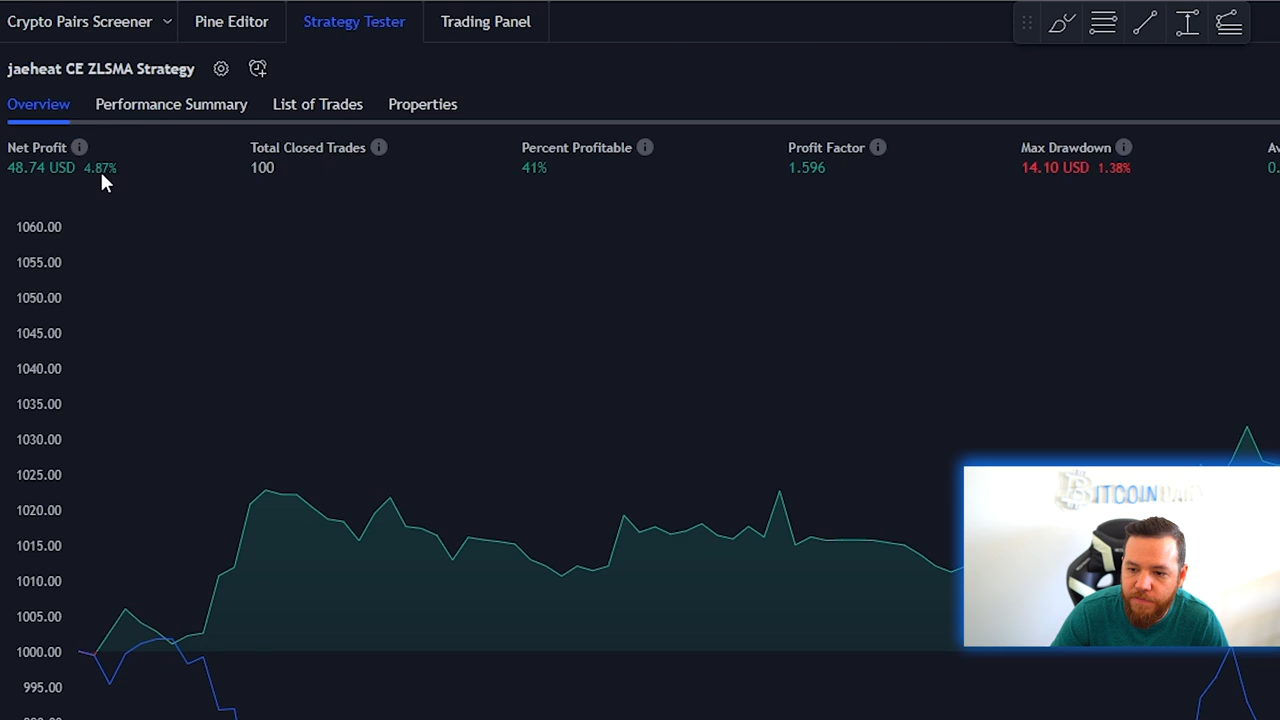 Crypto Pairs Screener Pine Editor Strategy Tester Trading Panel
jaeheat CE ZLSMA Strategy
Overview Performance Summary List of Trades Properties
Net Profit Total Closed Trades Percent Profitable Profit Factor Max Drawdown
48.74 USD 4.87% 100 41% 1.596 14.10 USD 1.38%
1060.00
1055.00
1050.00
1045.00
1040.00
1035.00
1030.00
1025.00
1020.00
1015.00
1010.00
1005.00
1000.00
995.00
BITCOIN